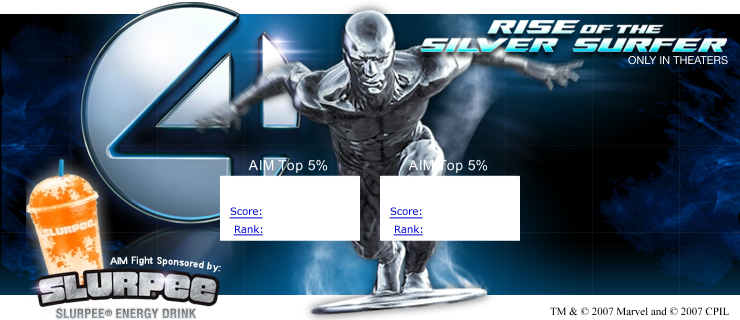 4
RISE OF THE
SILVER SURFER
ONLY IN THEATERS
AIM Top 5%
AIM Top 5%
Score:
Score:
Rank:
Rank:
SLURPEE
AIM Fight Sponsored by:
SLURPEE
SLURPEE® ENERGY DRINK
TM & © 2007 Marvel and © 2007 CPIL